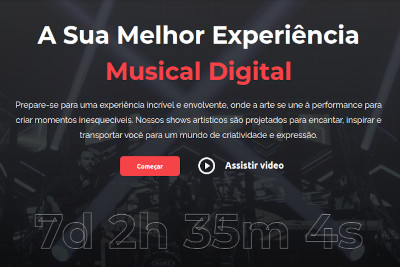 A Sua Melhor Experiência
Musical Digital
Prepare-se para uma experiência incrível e envolvente, onde a arte se une à performance para
criar momentos inesquecíveis. Nossos shows artísticos são projetados para encantar, inspirar e
transportar você para um mundo de criatividade e expressão.
Começar
Assistir video
7d 2h 35m 4s